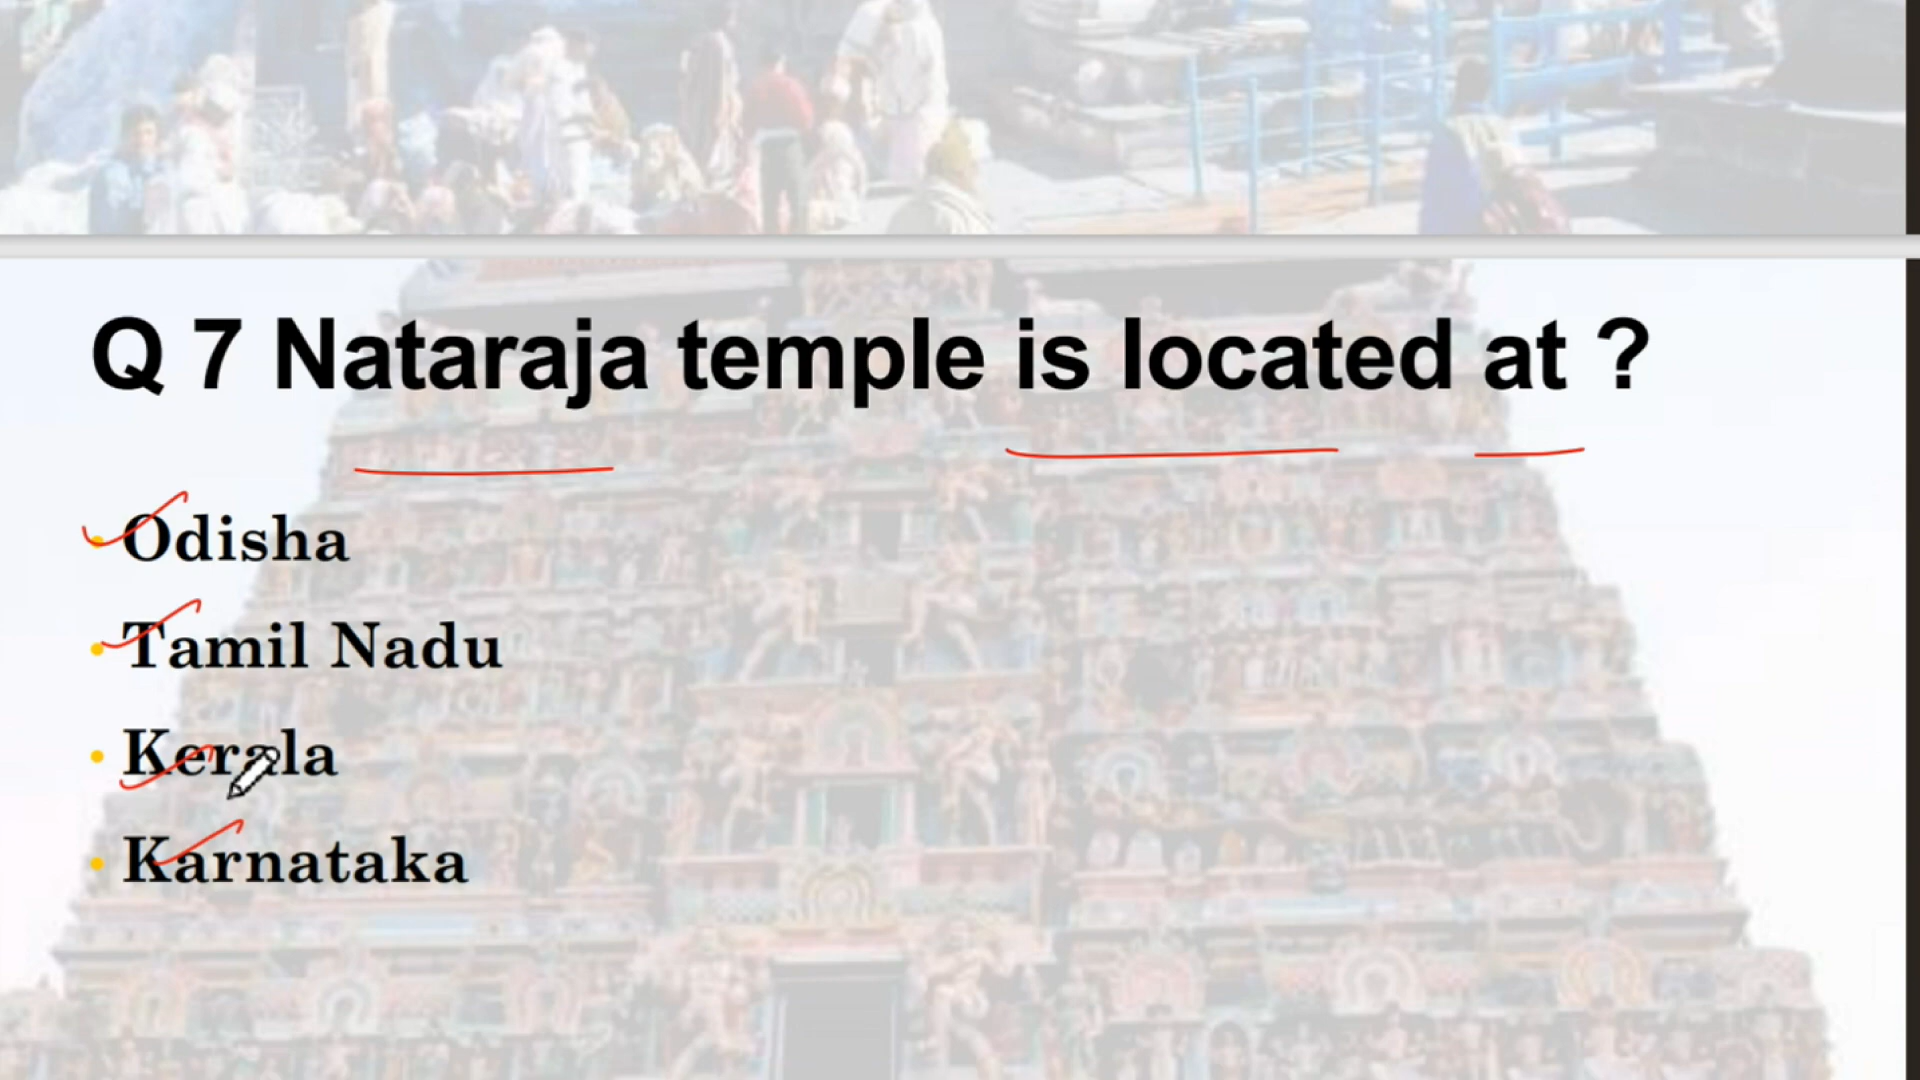 Q 7 Nataraja temple is located at ?
• Odisha
• Tamil Nadu
• Kerala
• Karnataka